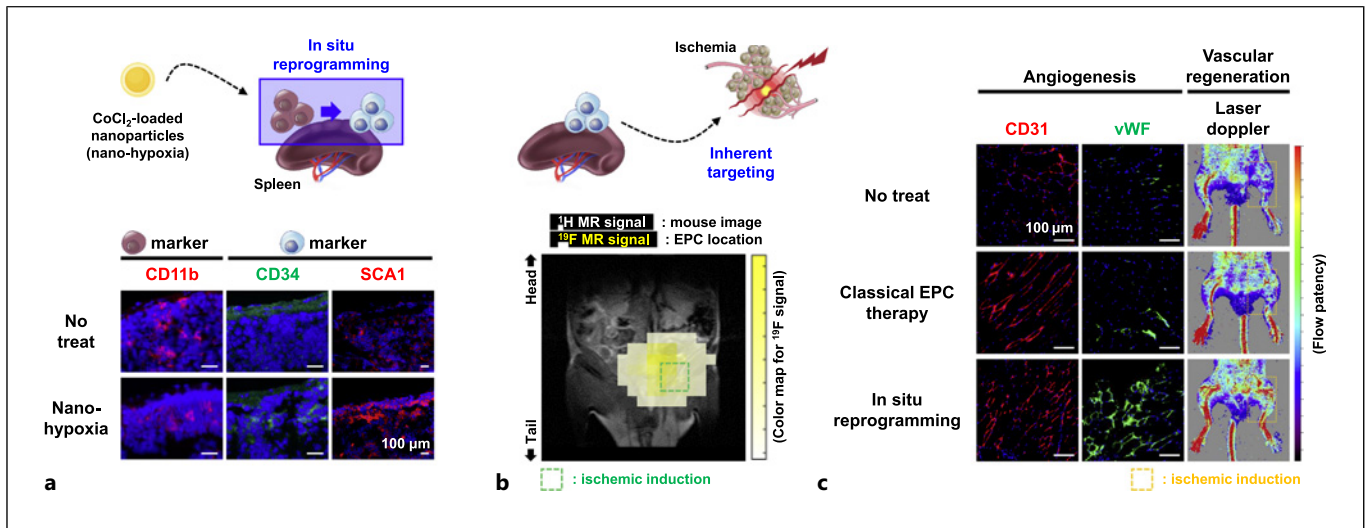 In situ
reprogramming
CoCl₂-loaded
nanoparticles
(nano-hypoxia)
Spleen
marker
marker
CD11b
CD34
SCA1
No
treat
Nano-
hypoxia
100 µm
a
Ischemia
Inherent
targeting
¹H MR signal : mouse image
¹⁹F MR signal : EPC location
Head
Tail
(Color map for ¹⁹F signal)
: ischemic induction
b
Angiogenesis
Vascular
regeneration
CD31
vWF
Laser
doppler
No treat
100 µm
Classical EPC
therapy
In situ
reprogramming
(Flow patency)
: ischemic induction
c